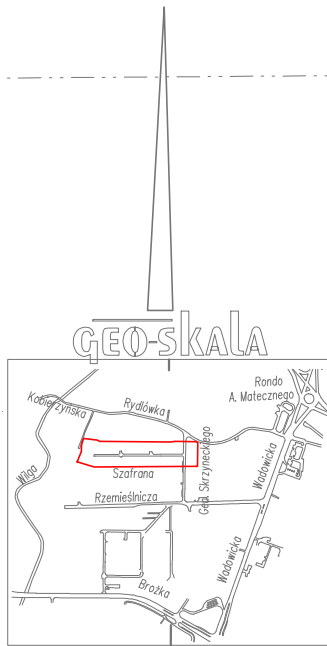 GEO-SKALA
Rondo
A. Matecznego
Kobierzyńska
Rydlówka
Wadowicka
Gen. Skrzyneckiego
Wilga
Szafrana
Rzemieślnicza
Wadowicka
Brożka